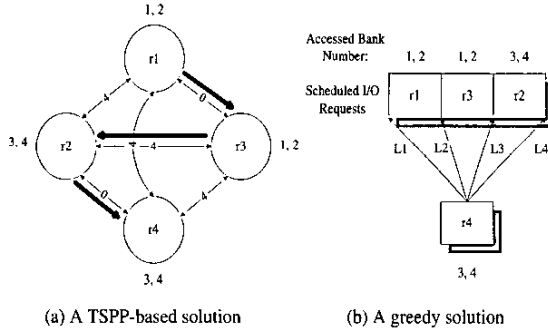 1, 2
r1
4
0
3, 4
r2
4
4
r3
1, 2
0
4
r4
3, 4
(a) A TSPP-based solution
Accessed Bank
Number:
1, 2
1, 2
3, 4
Scheduled I/O
Requests
r1
r3
r2
L1
L2
L3
L4
r4
3, 4
(b) A greedy solution